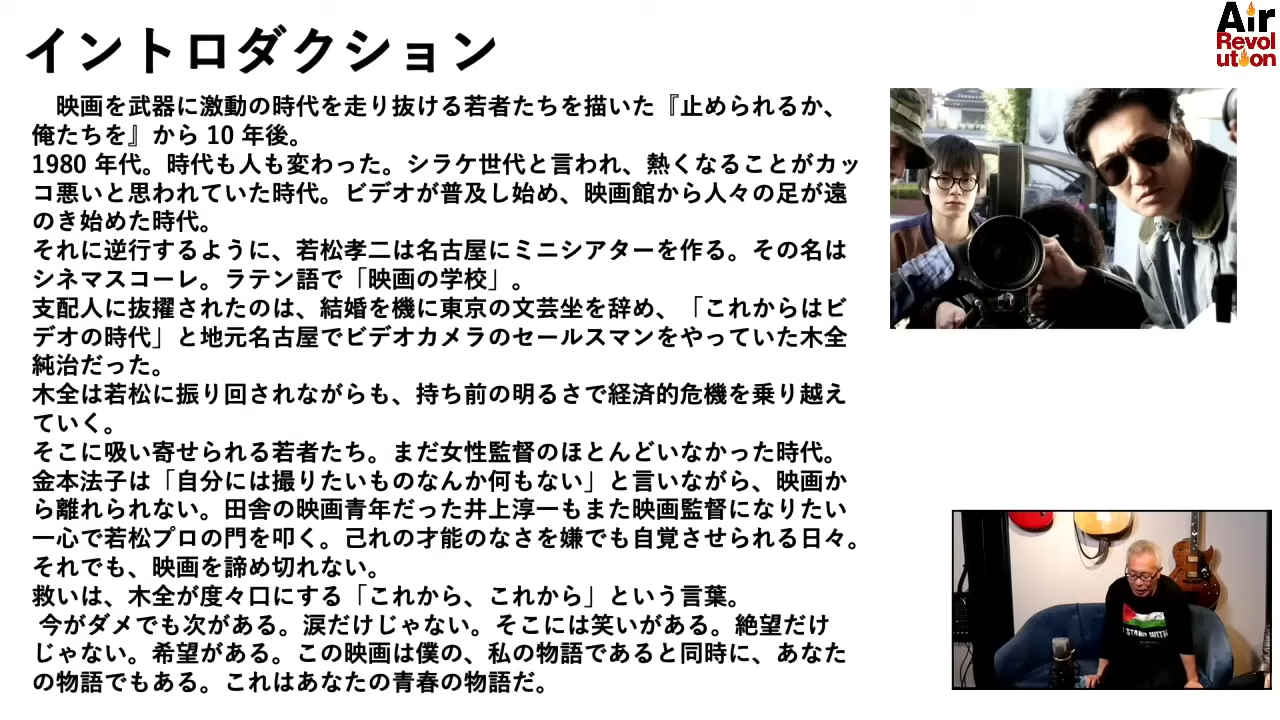 イントロダクション
Air
Revol
ution
　映画を武器に激動の時代を走り抜ける若者たちを描いた『止められるか、
俺たちを』から 10 年後。
1980 年代。時代も人も変わった。シラケ世代と言われ、熱くなることがカッ
コ悪いと思われていた時代。ビデオが普及し始め、映画館から人々の足が遠
のき始めた時代。
それに逆行するように、若松孝二は名古屋にミニシアターを作る。その名は
シネマスコーレ。ラテン語で「映画の学校」。
支配人に抜擢されたのは、結婚を機に東京の文芸坐を辞め、「これからはビ
デオの時代」と地元名古屋でビデオカメラのセールスマンをやっていた木全
純治だった。
木全は若松に振り回されながらも、持ち前の明るさで経済的危機を乗り越え
ていく。
そこに吸い寄せられる若者たち。まだ女性監督のほとんどいなかった時代。
金本法子は「自分には撮りたいものなんか何もない」と言いながら、映画か
ら離れられない。田舎の映画青年だった井上淳一もまた映画監督になりたい
一心で若松プロの門を叩く。己れの才能のなさを嫌でも自覚させられる日々。
それでも、映画を諦め切れない。
救いは、木全が度々口にする「これから、これから」という言葉。
今がダメでも次がある。涙だけじゃない。そこには笑いがある。絶望だけ
じゃない。希望がある。この映画は僕の、私の物語であると同時に、あなた
の物語でもある。これはあなたの青春の物語だ。
I STAND WITH